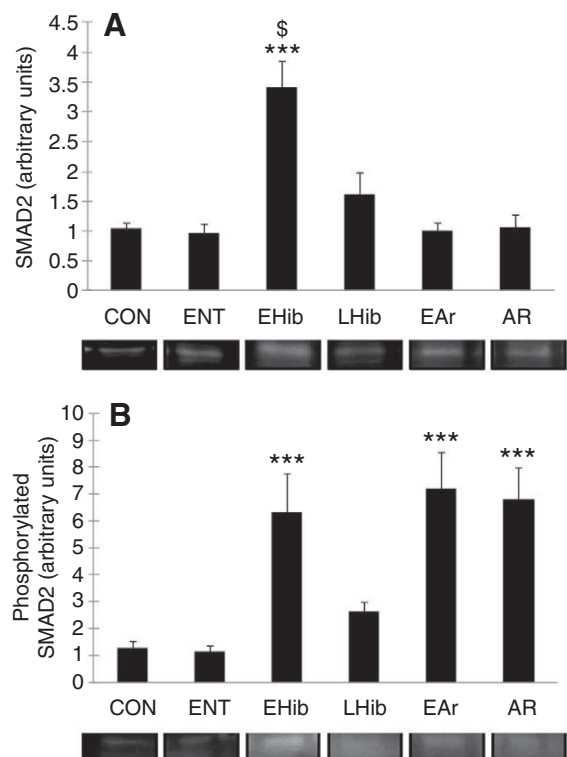 A
SMAD2 (arbitrary units)
4.5
4
3.5
3
2.5
2
1.5
1
0.5
0
$
***
CON ENT EHib LHib EAr AR
B
Phosphorylated
SMAD2 (arbitrary units)
10
9
8
7
6
5
4
3
2
1
0
*** *** ***
CON ENT EHib LHib EAr AR